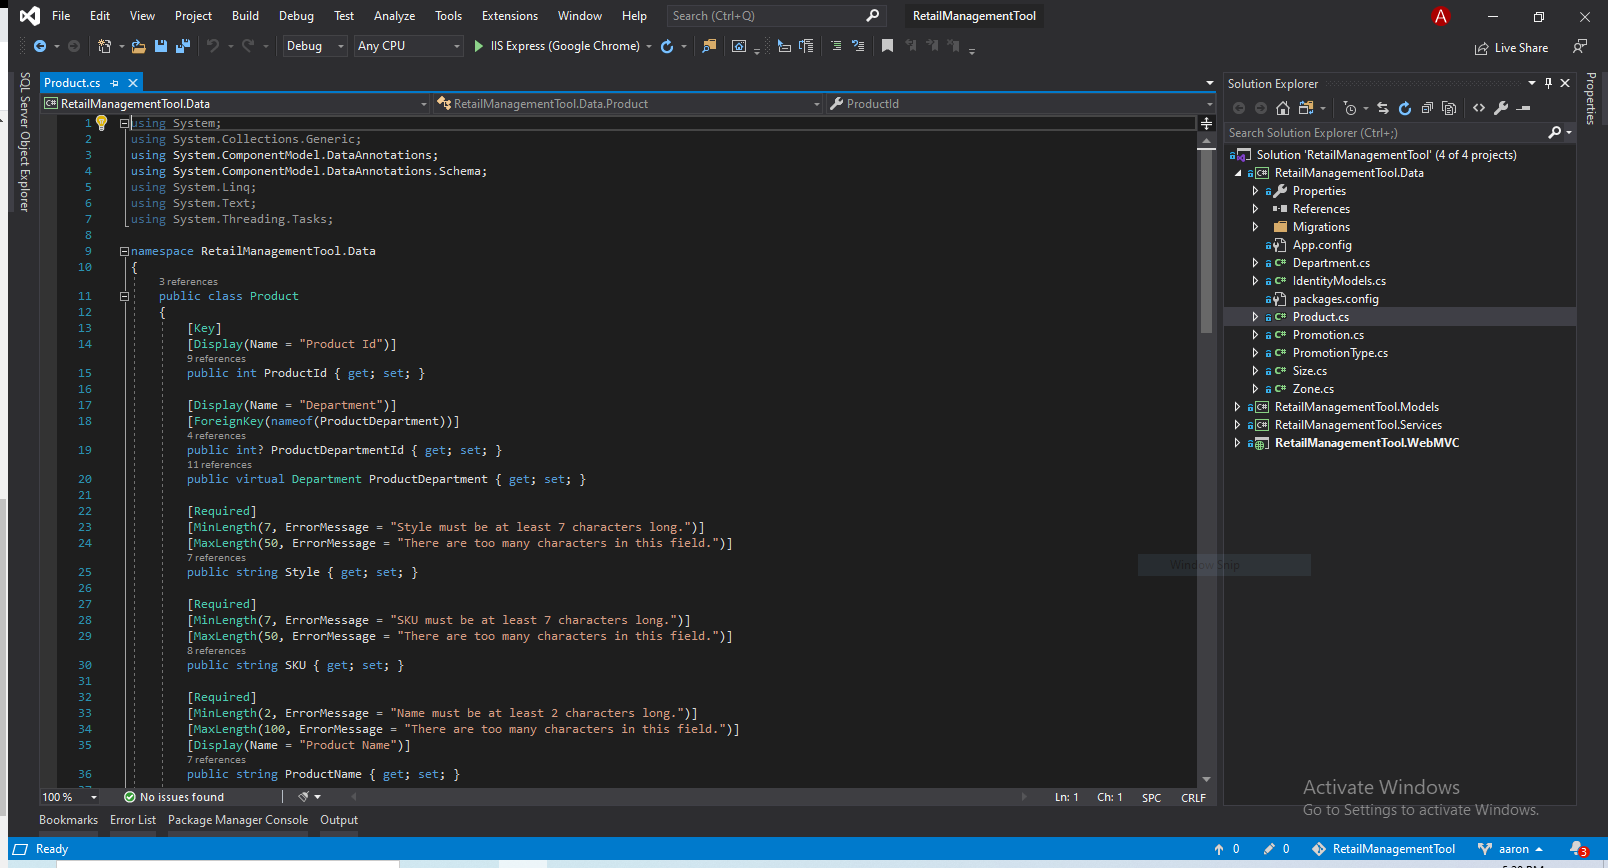 File Edit View Project Build Debug Test Analyze Tools Extensions Window Help Search (Ctrl+Q) RetailManagementTool A
Debug Any CPU IIS Express (Google Chrome) Live Share
SQL Server Object Explorer
Product.cs
RetailManagementTool.Data RetailManagementTool.Data.Product ProductId
1 using System;
2 using System.Collections.Generic;
3 using System.ComponentModel.DataAnnotations;
4 using System.ComponentModel.DataAnnotations.Schema;
5 using System.Linq;
6 using System.Text;
7 using System.Threading.Tasks;
8
9 namespace RetailManagementTool.Data
10 {
3 references
11 public class Product
12 {
13 [Key]
14 [Display(Name = "Product Id")]
9 references
15 public int ProductId { get; set; }
16
17 [Display(Name = "Department")]
18 [ForeignKey(nameof(ProductDepartment))]
4 references
19 public int? ProductDepartmentId { get; set; }
11 references
20 public virtual Department ProductDepartment { get; set; }
21
22 [Required]
23 [MinLength(7, ErrorMessage = "Style must be at least 7 characters long.")]
24 [MaxLength(50, ErrorMessage = "There are too many characters in this field.")]
7 references
25 public string Style { get; set; }
26
27 [Required]
28 [MinLength(7, ErrorMessage = "SKU must be at least 7 characters long.")]
29 [MaxLength(50, ErrorMessage = "There are too many characters in this field.")]
8 references
30 public string SKU { get; set; }
31
32 [Required]
33 [MinLength(2, ErrorMessage = "Name must be at least 2 characters long.")]
34 [MaxLength(100, ErrorMessage = "There are too many characters in this field.")]
35 [Display(Name = "Product Name")]
7 references
36 public string ProductName { get; set; }
Window Snip
100 % No issues found Ln: 1 Ch: 1 SPC CRLF
Solution Explorer
Search Solution Explorer (Ctrl+;)
Solution 'RetailManagementTool' (4 of 4 projects)
RetailManagementTool.Data
Properties
References
Migrations
App.config
Department.cs
IdentityModels.cs
packages.config
Product.cs
Promotion.cs
PromotionType.cs
Size.cs
Zone.cs
RetailManagementTool.Models
RetailManagementTool.Services
RetailManagementTool.WebMVC
Properties
Activate Windows
Go to Settings to activate Windows.
Bookmarks Error List Package Manager Console Output
Ready 0 0 RetailManagementTool aaron 3